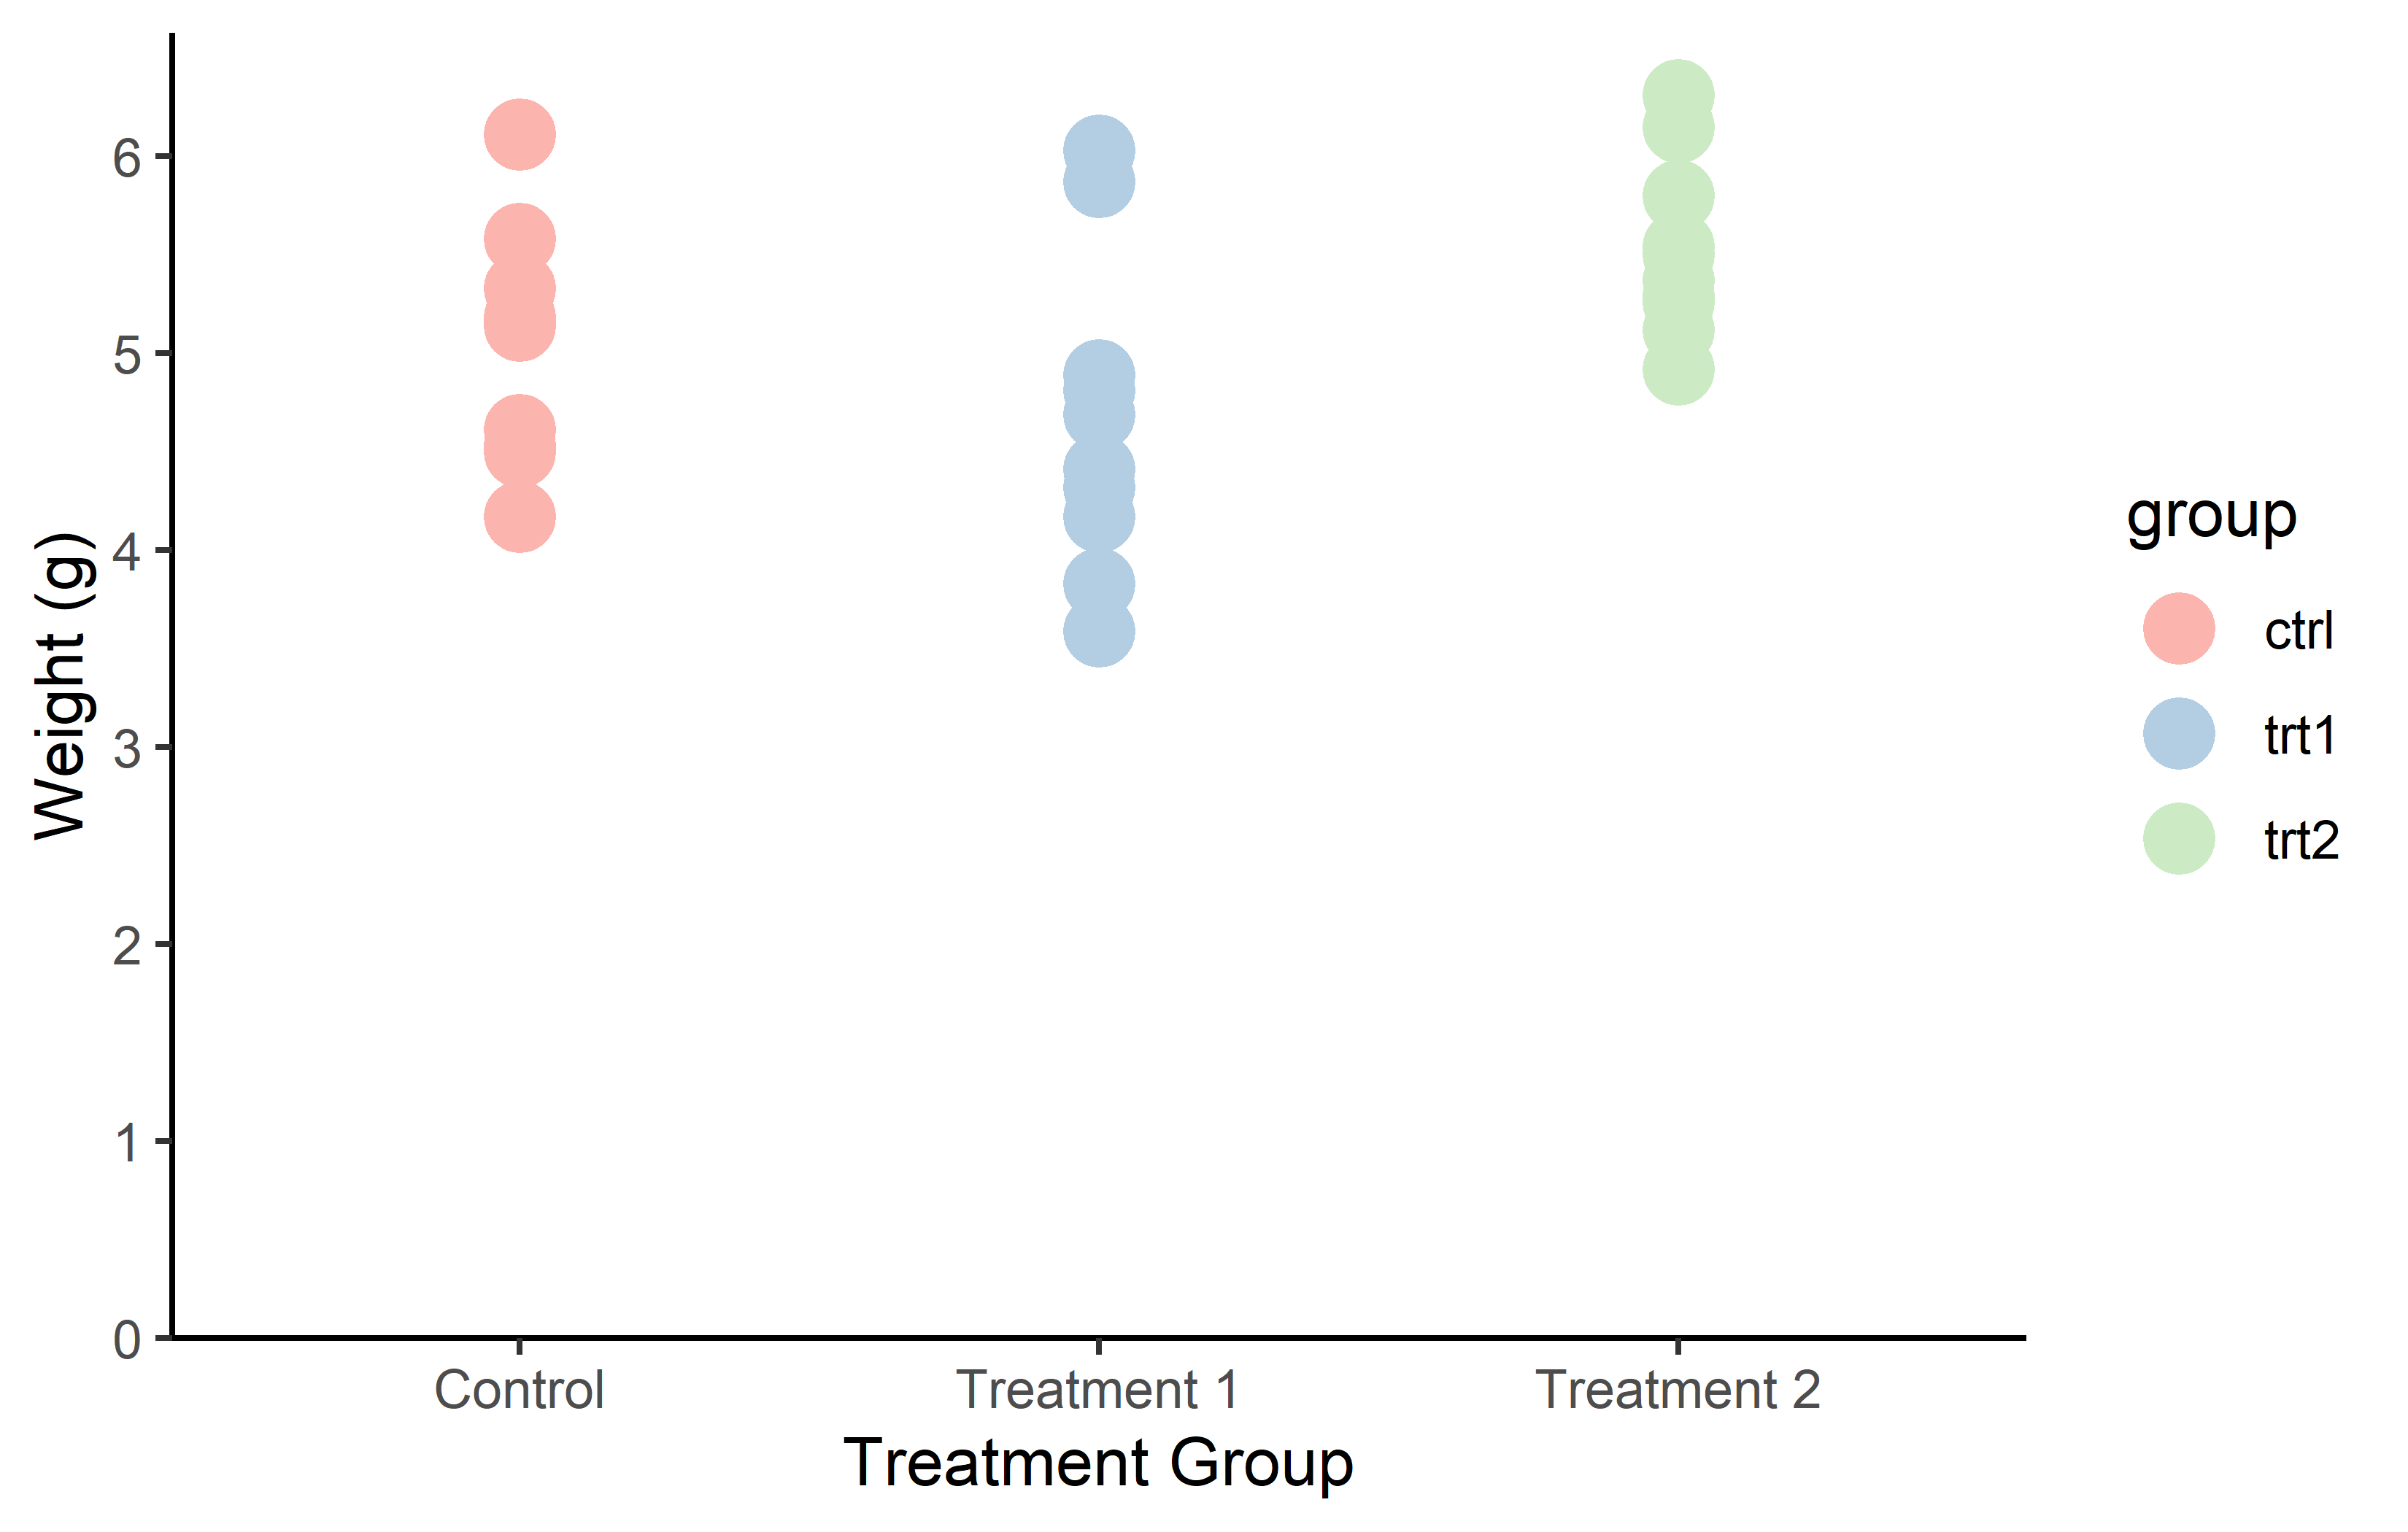 Weight (g)
6
5
4
3
2
1
0
Control
Treatment 1
Treatment 2
Treatment Group
group
ctrl
trt1
trt2